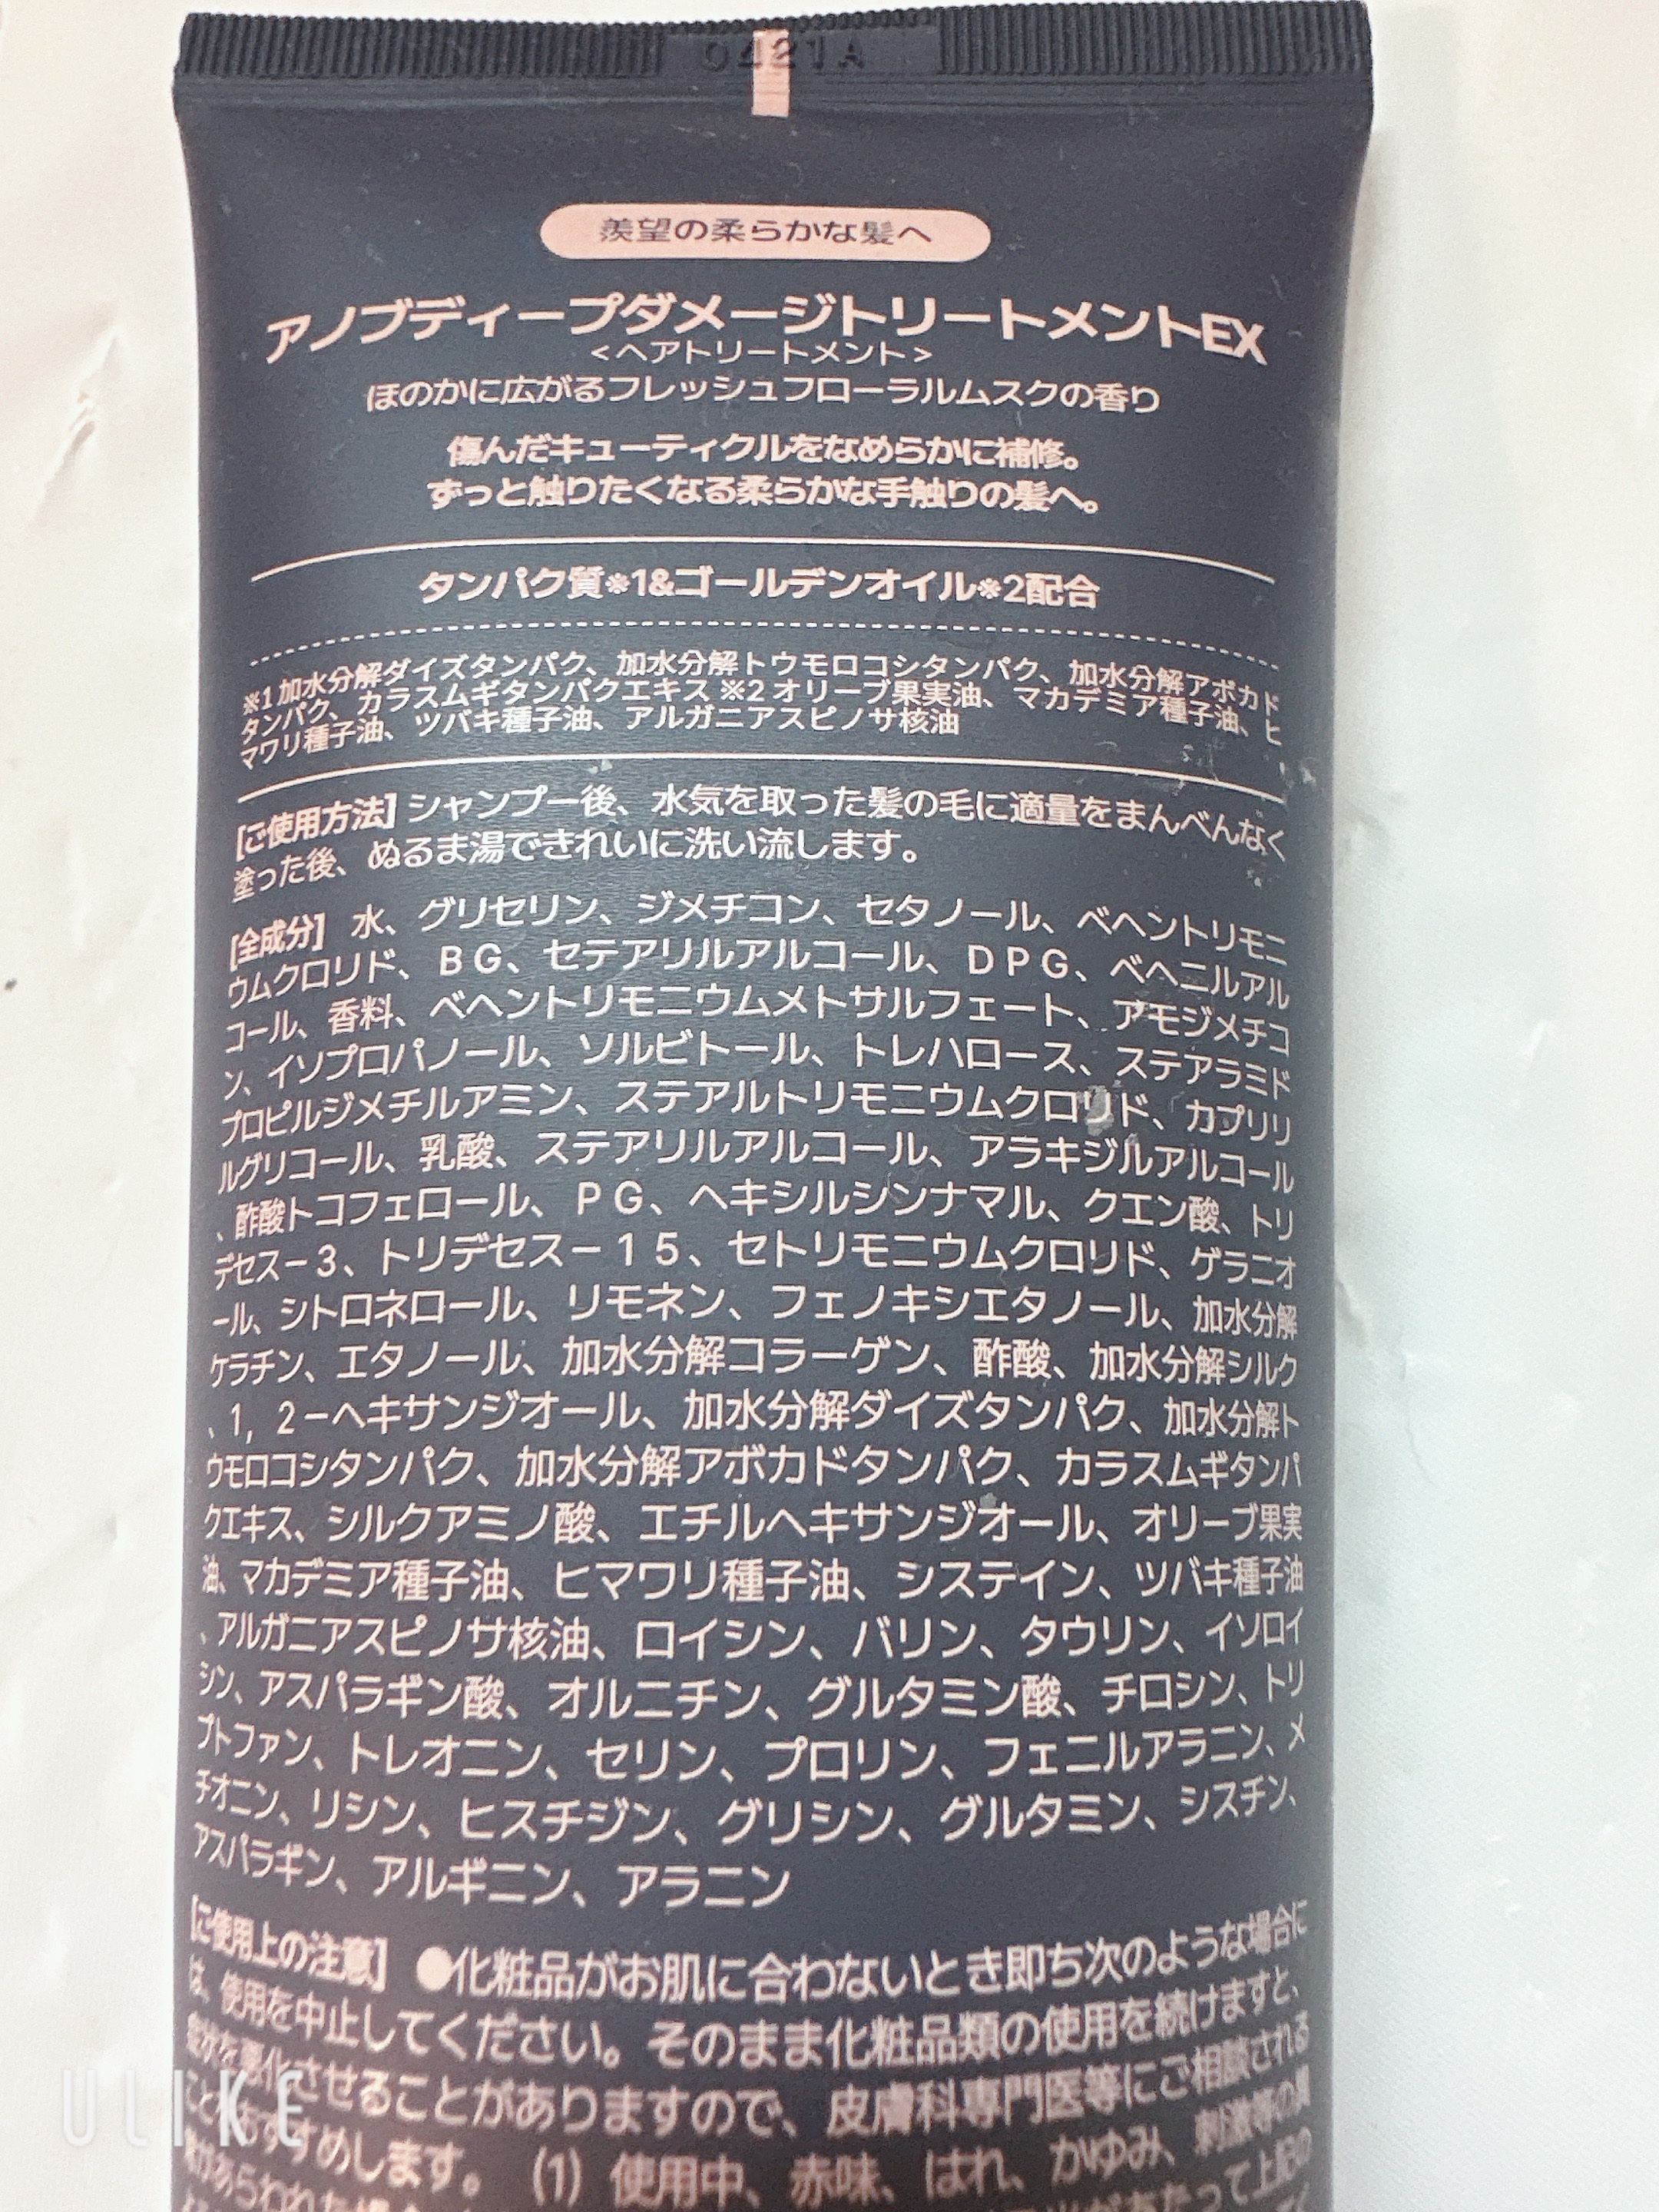 0421A
羨望の柔らかな髪へ
アノブディープダメージトリートメントEX
<ヘアトリートメント>
ほのかに広がるフレッシュフローラルムスクの香り
傷んだキューティクルをなめらかに補修。
ずっと触りたくなる柔らかな手触りの髪へ。
タンパク質※1&ゴールデンオイル※2配合
※1 加水分解ダイズタンパク、加水分解トウモロコシタンパク、加水分解アボカド
タンパク、カラスムギタンパクエキス ※2 オリーブ果実油、マカデミア種子油、ヒ
マワリ種子油、ツバキ種子油、アルガニアスピノサ核油
[ご使用方法] シャンプー後、水気を取った髪の毛に適量をまんべんなく
塗った後、ぬるま湯できれいに洗い流します。
[全成分] 水、グリセリン、ジメチコン、セタノール、ベヘントリモニ
ウムクロリド、BG、セテアリルアルコール、DPG、ベヘニルアル
コール、香料、ベヘントリモニウムメトサルフェート、アモジメチコ
ン、イソプロパノール、ソルビトール、トレハロース、ステアラミド
プロピルジメチルアミン、ステアルトリモニウムクロリド、カプリリ
ルグリコール、乳酸、ステアリルアルコール、アラキジルアルコール
、酢酸トコフェロール、PG、ヘキシルシンナマル、クエン酸、トリ
デセス－3、トリデセス－15、セトリモニウムクロリド、ゲラニオ
ール、シトロネロール、リモネン、フェノキシエタノール、加水分解
ケラチン、エタノール、加水分解コラーゲン、酢酸、加水分解シルク
、1，2－ヘキサンジオール、加水分解ダイズタンパク、加水分解ト
ウモロコシタンパク、加水分解アボカドタンパク、カラスムギタンパ
クエキス、シルクアミノ酸、エチルヘキサンジオール、オリーブ果実
油、マカデミア種子油、ヒマワリ種子油、システイン、ツバキ種子油
、アルガニアスピノサ核油、ロイシン、バリン、タウリン、イソロイ
シン、アスパラギン酸、オルニチン、グルタミン酸、チロシン、トリ
プトファン、トレオニン、セリン、プロリン、フェニルアラニン、メ
チオニン、リシン、ヒスチジン、グリシン、グルタミン、シスチン、
アスパラギン、アルギニン、アラニン
[ご使用上の注意] ●化粧品がお肌に合わないとき即ち次のような場合に
は、使用を中止してください。そのまま化粧品類の使用を続けますと、
症状を悪化させることがありますので、皮膚科専門医等にご相談される
ことをおすすめします。(1) 使用中、赤味、はれ、かゆみ、刺激等の異
常があらわれた場合 たって上記の
ULIKE